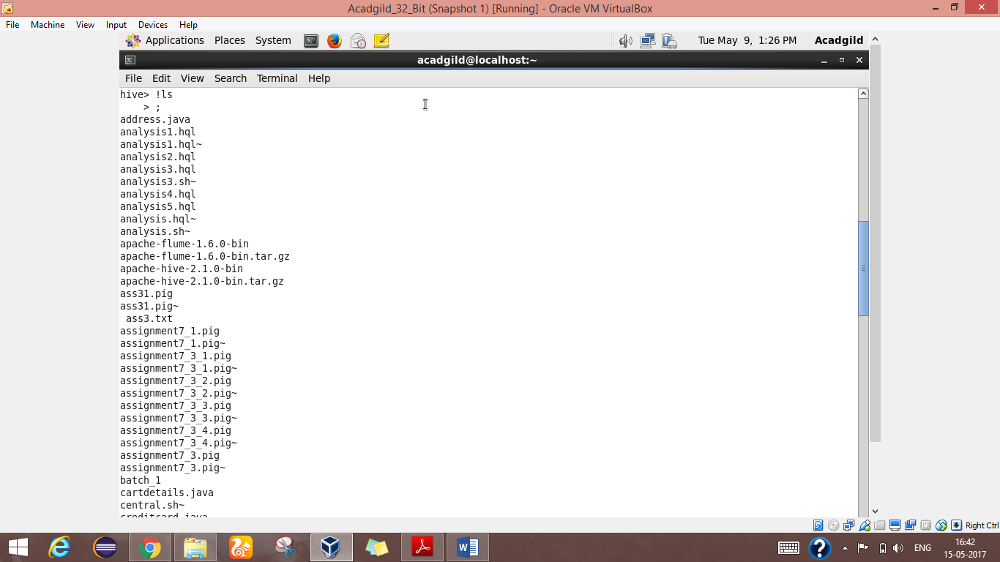 Acadgild_32_Bit (Snapshot 1) [Running] - Oracle VM VirtualBox
File Machine View Input Devices Help
Applications Places System Tue May 9, 1:26 PM Acadgild
acadgild@localhost:~
File Edit View Search Terminal Help
hive> !ls
    > ;
address.java
analysis1.hql
analysis1.hql~
analysis2.hql
analysis3.hql
analysis3.sh~
analysis4.hql
analysis5.hql
analysis.hql~
analysis.sh~
apache-flume-1.6.0-bin
apache-flume-1.6.0-bin.tar.gz
apache-hive-2.1.0-bin
apache-hive-2.1.0-bin.tar.gz
ass31.pig
ass31.pig~
 ass3.txt
assignment7_1.pig
assignment7_1.pig~
assignment7_3_1.pig
assignment7_3_1.pig~
assignment7_3_2.pig
assignment7_3_2.pig~
assignment7_3_3.pig
assignment7_3_3.pig~
assignment7_3_4.pig
assignment7_3_4.pig~
assignment7_3.pig
assignment7_3.pig~
batch_1
cartdetails.java
central.sh~
creditcard.java
Right Ctrl
ENG 16:42
15-05-2017